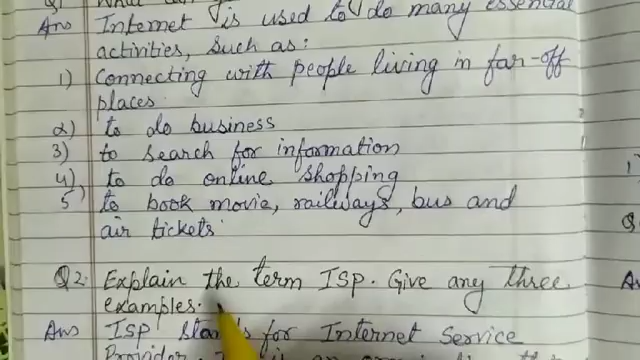 Ans Internet is used to do many essential
activities, such as:
1) Connecting with people living in far-off
places.
2) to do business
3) to search for information
4) to do online shopping
5) to book movie, railways, bus and
air tickets.
Q2. Explain the term ISP. Give any three
examples.
Ans ISP stands for Internet Service
Provider.